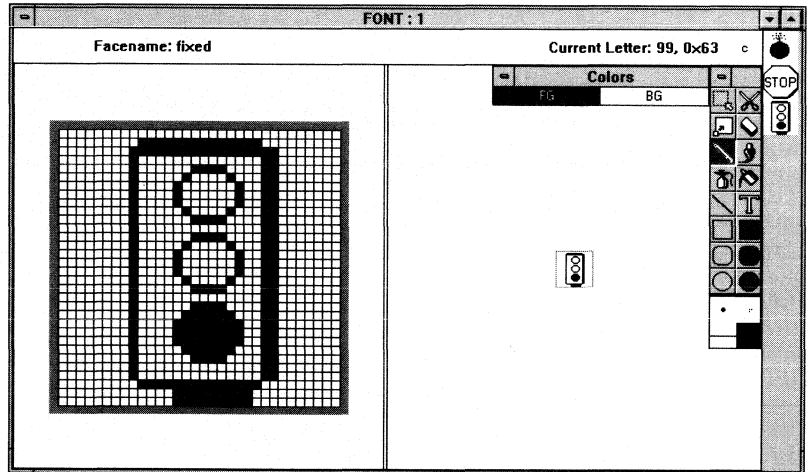 FONT : 1
Facename: fixed
Current Letter: 99, 0x63 c
STOP
Colors
FG
BG
T